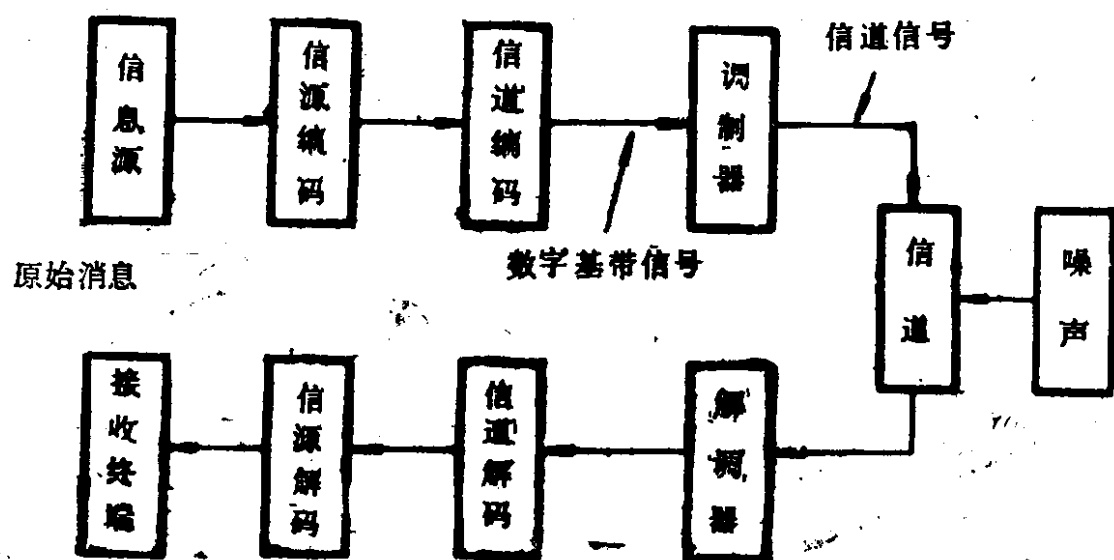 信道信号
信息源
信源编码
信道编码
调制器
数字基带信号
原始消息
信道
噪声
接收终端
信源解码
信道解码
解调器